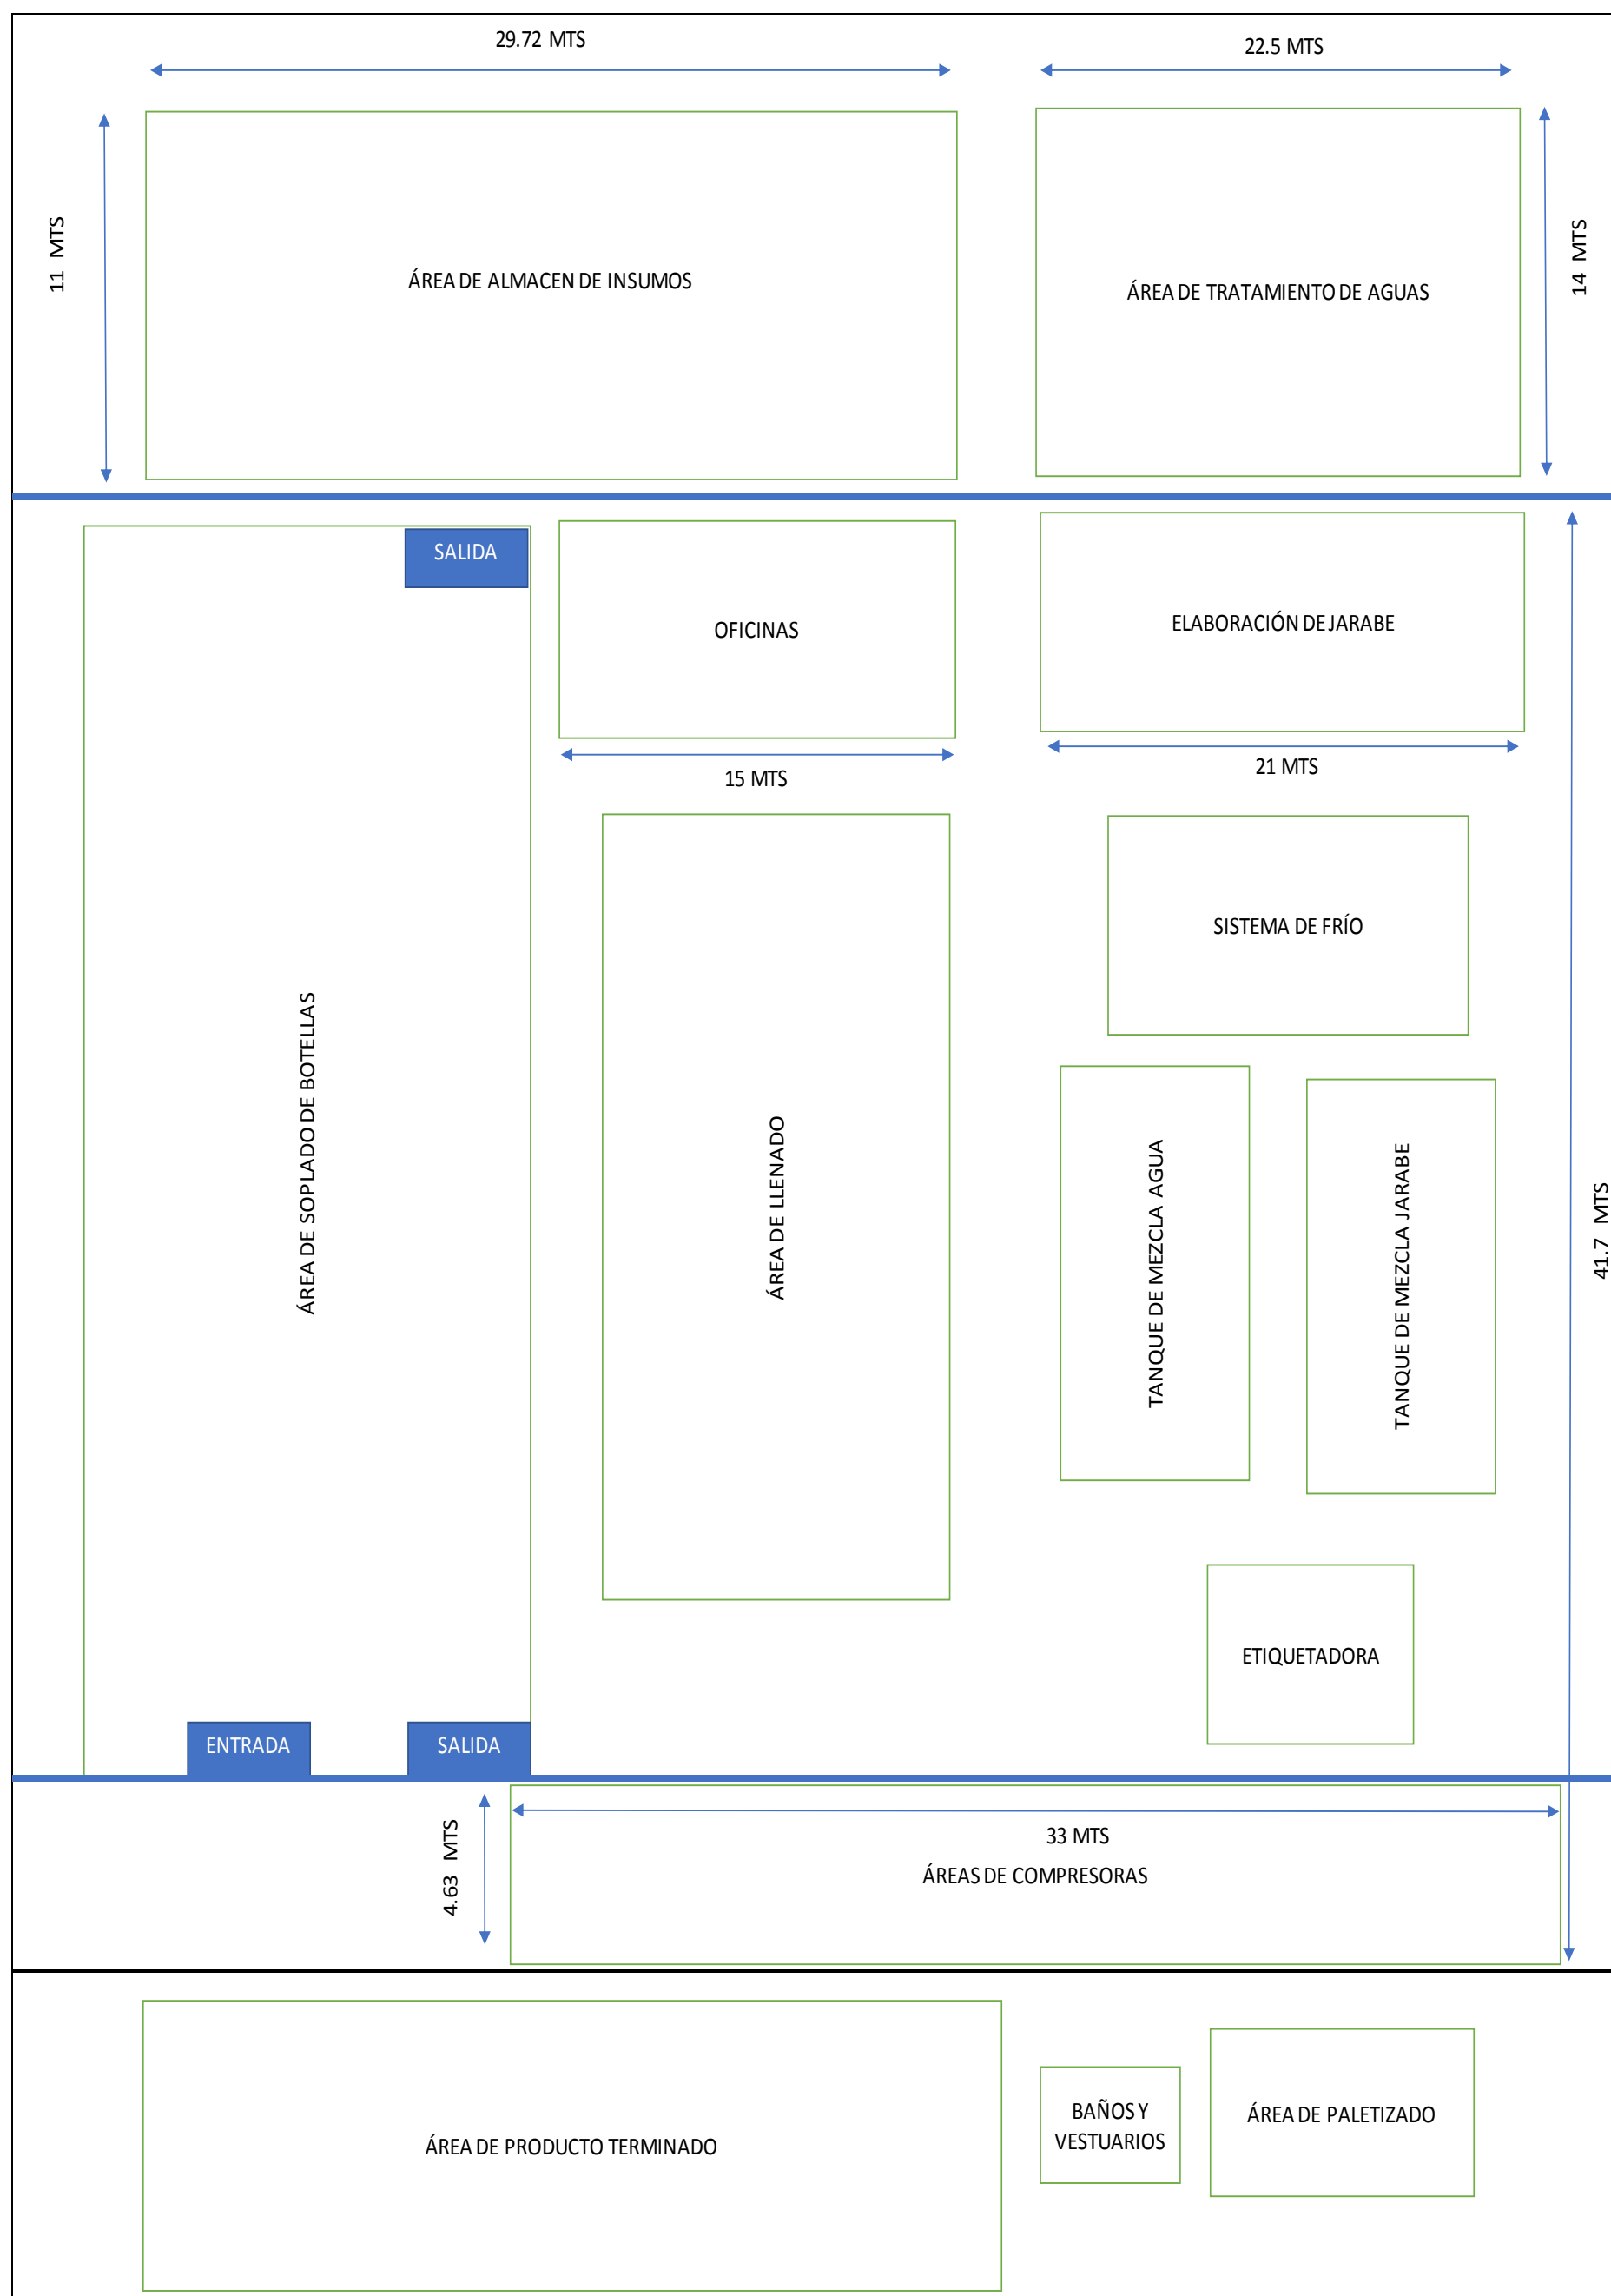 29.72 MTS
22.5 MTS
11 MTS
14 MTS
ÁREA DE ALMACEN DE INSUMOS
ÁREA DE TRATAMIENTO DE AGUAS
SALIDA
OFICINAS
ELABORACIÓN DE JARABE
15 MTS
21 MTS
SISTEMA DE FRÍO
ÁREA DE SOPLADO DE BOTELLAS
ÁREA DE LLENADO
TANQUE DE MEZCLA AGUA
TANQUE DE MEZCLA JARABE
41.7 MTS
ETIQUETADORA
ENTRADA
SALIDA
4.63 MTS
33 MTS
ÁREAS DE COMPRESORAS
ÁREA DE PRODUCTO TERMINADO
BAÑOS Y
VESTUARIOS
ÁREA DE PALETIZADO